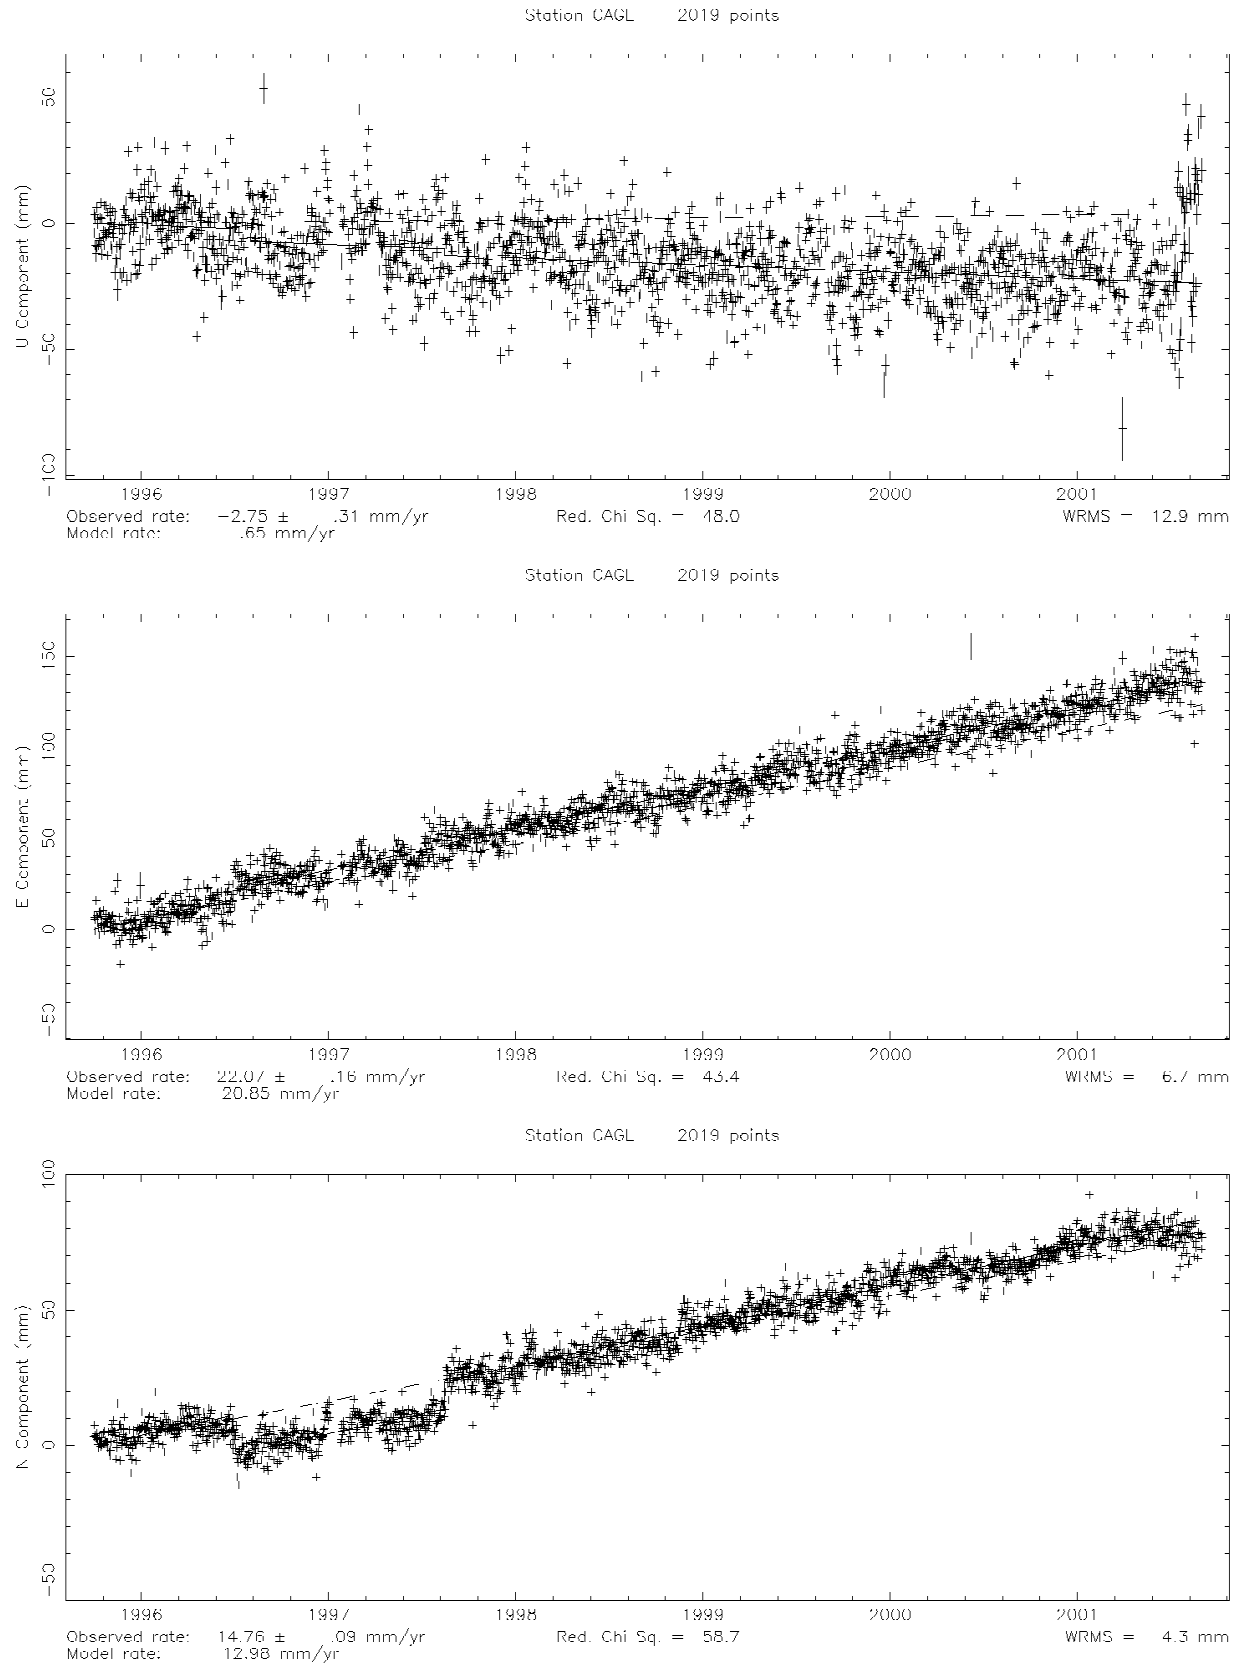 Station CAGL 2019 points
U Component (mm)
50
0
−50
−100
1996 1997 1998 1999 2000 2001
Observed rate: −2.75 ± .31 mm/yr Red. Chi Sq. = 48.0 WRMS = 12.9 mm
Model rate: .65 mm/yr
Station CAGL 2019 points
E Component (mm)
150
100
50
0
−50
1996 1997 1998 1999 2000 2001
Observed rate: 22.07 ± .16 mm/yr Red. Chi Sq. = 43.4 WRMS = 6.7 mm
Model rate: 20.85 mm/yr
Station CAGL 2019 points
N Component (mm)
100
50
0
−50
1996 1997 1998 1999 2000 2001
Observed rate: 14.76 ± .09 mm/yr Red. Chi Sq. = 58.7 WRMS = 4.3 mm
Model rate: 12.98 mm/yr